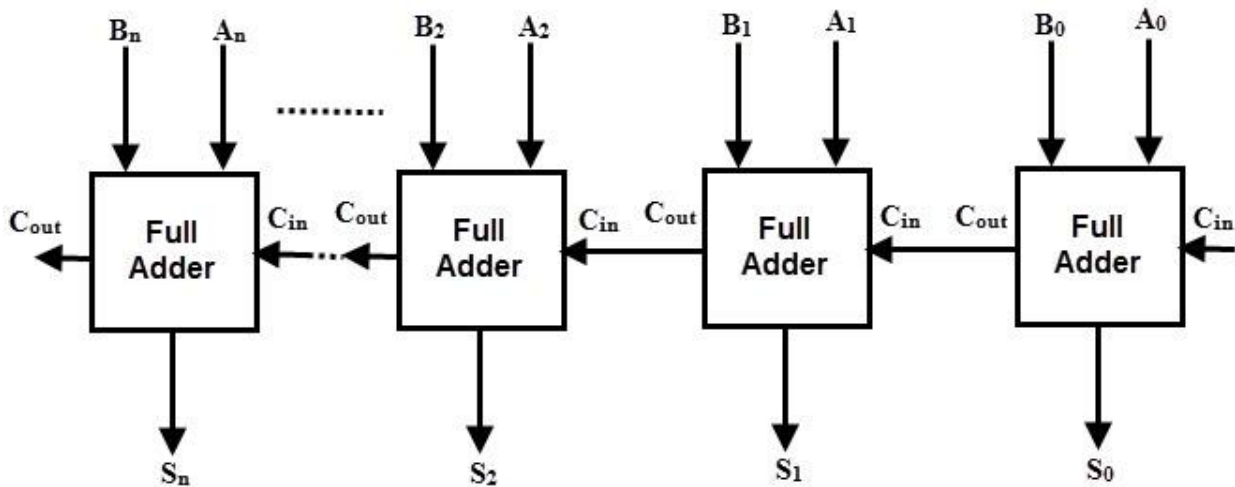 Bn An B2 A2 B1 A1 B0 A0
Cout Full Adder Cin Cout Full Adder Cin Cout Full Adder Cin Cout Full Adder Cin
Sn S2 S1 S0